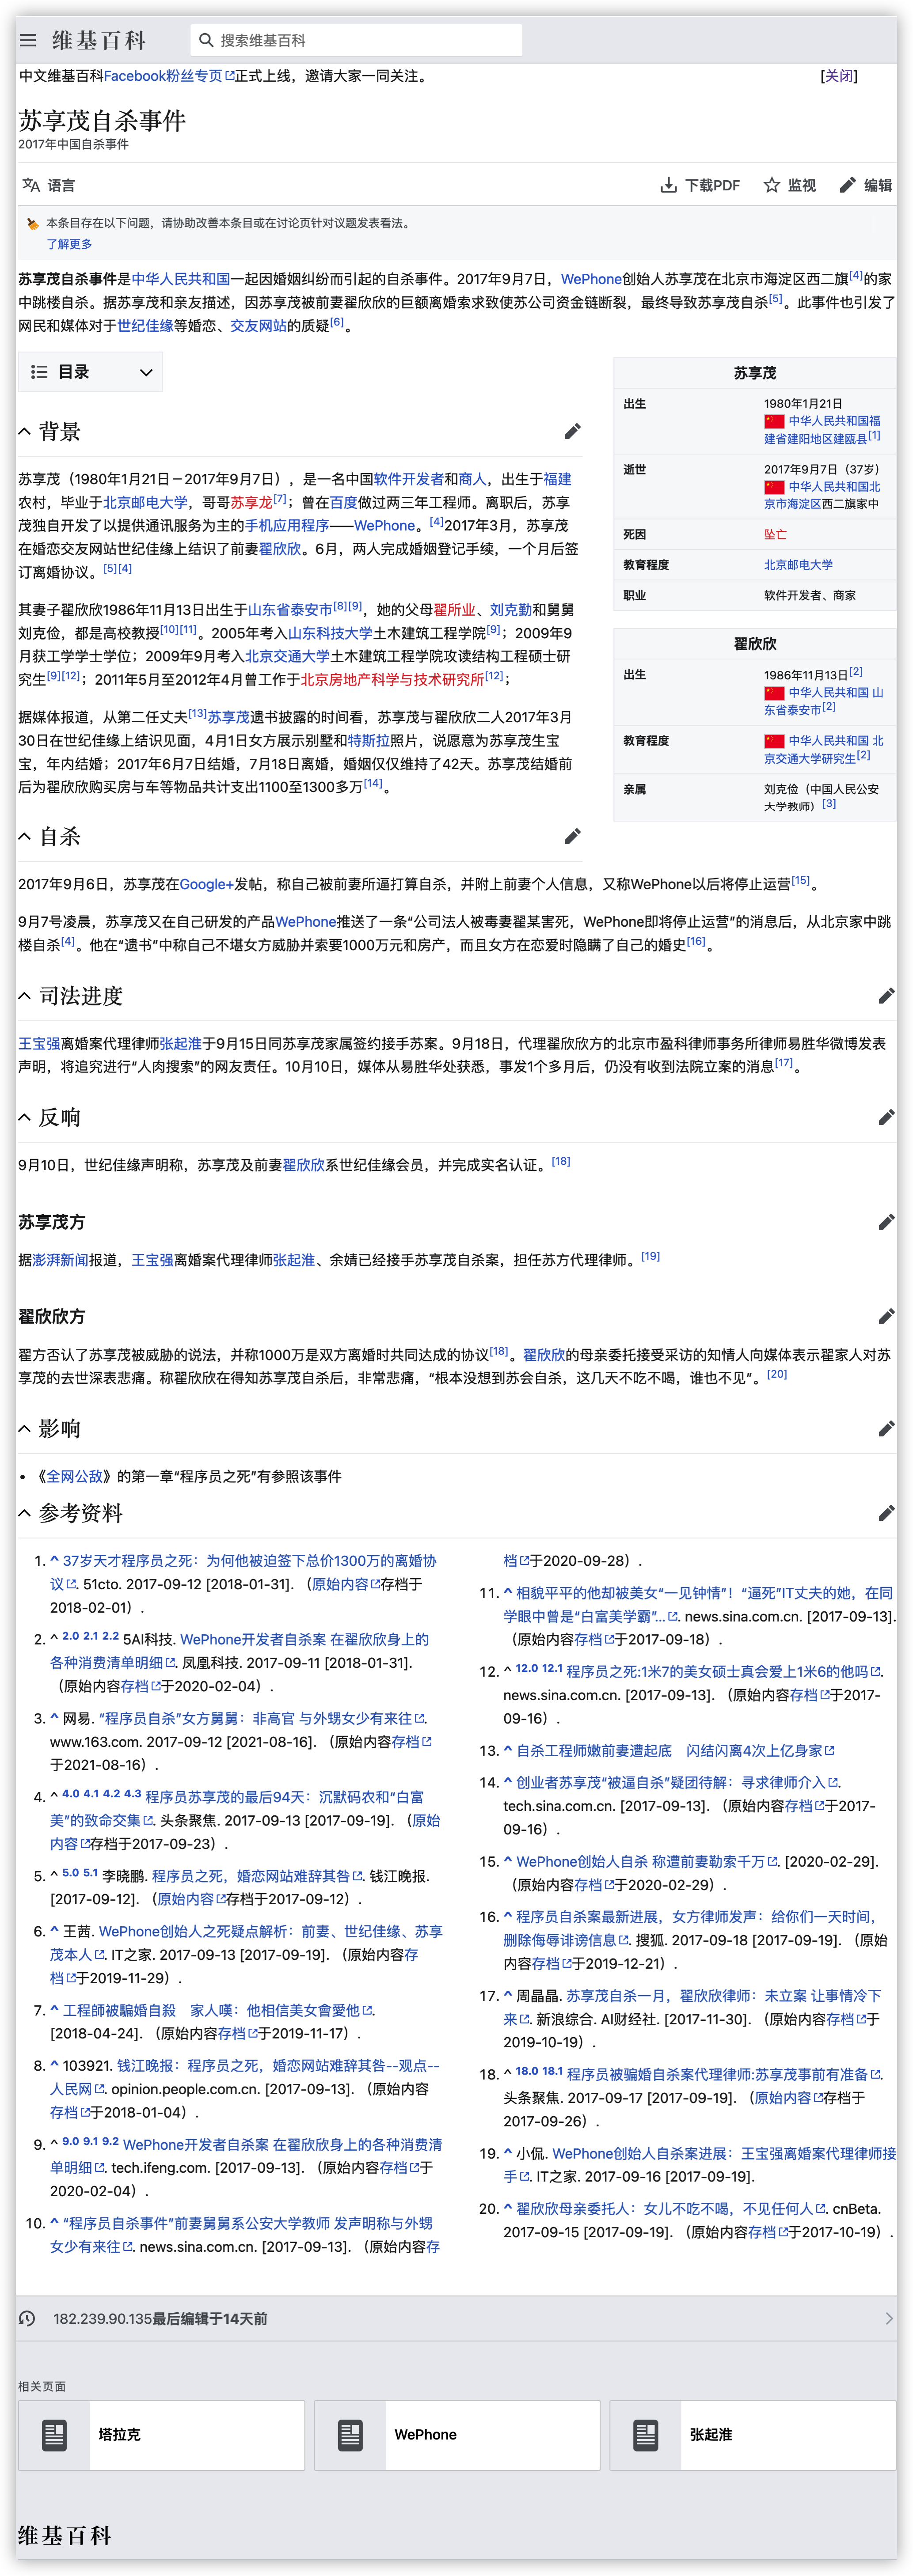 维基百科
搜索维基百科
中文维基百科Facebook粉丝专页正式上线，邀请大家一同关注。
[关闭]
苏享茂自杀事件
2017年中国自杀事件
语言
下载PDF
监视
编辑
本条目存在以下问题，请协助改善本条目或在讨论页针对议题发表看法。
了解更多
苏享茂自杀事件是中华人民共和国一起因婚姻纠纷而引起的自杀事件。2017年9月7日，WePhone创始人苏享茂在北京市海淀区西二旗[4]的家
中跳楼自杀。据苏享茂和亲友描述，因苏享茂被前妻翟欣欣的巨额离婚索求致使苏公司资金链断裂，最终导致苏享茂自杀[5]。此事件也引发了
网民和媒体对于世纪佳缘等婚恋、交友网站的质疑[6]。
目录
苏享茂
出生
1980年1月21日
中华人民共和国福
建省建阳地区建瓯县[1]
逝世
2017年9月7日（37岁）
中华人民共和国北
京市海淀区西二旗家中
死因
坠亡
教育程度
北京邮电大学
职业
软件开发者、商家
翟欣欣
出生
1986年11月13日[2]
中华人民共和国 山
东省泰安市[2]
教育程度
中华人民共和国 北
京交通大学研究生[2]
亲属
刘克俭（中国人民公安
大学教师）[3]
背景
苏享茂（1980年1月21日－2017年9月7日），是一名中国软件开发者和商人，出生于福建
农村，毕业于北京邮电大学，哥哥苏享龙[7]；曾在百度做过两三年工程师。离职后，苏享
茂独自开发了以提供通讯服务为主的手机应用程序——WePhone。[4]2017年3月，苏享茂
在婚恋交友网站世纪佳缘上结识了前妻翟欣欣。6月，两人完成婚姻登记手续，一个月后签
订离婚协议。[5][4]
其妻子翟欣欣1986年11月13日出生于山东省泰安市[8][9]，她的父母翟所业、刘克勤和舅舅
刘克俭，都是高校教授[10][11]。2005年考入山东科技大学土木建筑工程学院[9]；2009年9
月获工学学士学位；2009年9月考入北京交通大学土木建筑工程学院攻读结构工程硕士研
究生[9][12]；2011年5月至2012年4月曾工作于北京房地产科学与技术研究所[12]；
据媒体报道，从第二任丈夫[13]苏享茂遗书披露的时间看，苏享茂与翟欣欣二人2017年3月
30日在世纪佳缘上结识见面，4月1日女方展示别墅和特斯拉照片，说愿意为苏享茂生宝
宝，年内结婚；2017年6月7日结婚，7月18日离婚，婚姻仅仅维持了42天。苏享茂结婚前
后为翟欣欣购买房与车等物品共计支出1100至1300多万[14]。
自杀
2017年9月6日，苏享茂在Google+发帖，称自己被前妻所逼打算自杀，并附上前妻个人信息，又称WePhone以后将停止运营[15]。
9月7号凌晨，苏享茂又在自己研发的产品WePhone推送了一条“公司法人被毒妻翟某害死，WePhone即将停止运营”的消息后，从北京家中跳
楼自杀[4]。他在“遗书”中称自己不堪女方威胁并索要1000万元和房产，而且女方在恋爱时隐瞒了自己的婚史[16]。
司法进度
王宝强离婚案代理律师张起淮于9月15日同苏享茂家属签约接手苏案。9月18日，代理翟欣欣方的北京市盈科律师事务所律师易胜华微博发表
声明，将追究进行“人肉搜索”的网友责任。10月10日，媒体从易胜华处获悉，事发1个多月后，仍没有收到法院立案的消息[17]。
反响
9月10日，世纪佳缘声明称，苏享茂及前妻翟欣欣系世纪佳缘会员，并完成实名认证。[18]
苏享茂方
据澎湃新闻报道，王宝强离婚案代理律师张起淮、余婧已经接手苏享茂自杀案，担任苏方代理律师。[19]
翟欣欣方
翟方否认了苏享茂被威胁的说法，并称1000万是双方离婚时共同达成的协议[18]。翟欣欣的母亲委托接受采访的知情人向媒体表示翟家人对苏
享茂的去世深表悲痛。称翟欣欣在得知苏享茂自杀后，非常悲痛，“根本没想到苏会自杀，这几天不吃不喝，谁也不见”。[20]
影响
• 《全网公敌》的第一章“程序员之死”有参照该事件
参考资料
1. ^ 37岁天才程序员之死：为何他被迫签下总价1300万的离婚协
议. 51cto. 2017-09-12 [2018-01-31]. （原始内容存档于
2018-02-01）.
2. ^ 2.0 2.1 2.2 5AI科技. WePhone开发者自杀案 在翟欣欣身上的
各种消费清单明细. 凤凰科技. 2017-09-11 [2018-01-31].
（原始内容存档于2020-02-04）.
3. ^ 网易. “程序员自杀”女方舅舅：非高官 与外甥女少有来往.
www.163.com. 2017-09-12 [2021-08-16]. （原始内容存档
于2021-08-16）.
4. ^ 4.0 4.1 4.2 4.3 程序员苏享茂的最后94天：沉默码农和“白富
美”的致命交集. 头条聚焦. 2017-09-13 [2017-09-19]. （原始
内容存档于2017-09-23）.
5. ^ 5.0 5.1 李晓鹏. 程序员之死，婚恋网站难辞其咎. 钱江晚报.
[2017-09-12]. （原始内容存档于2017-09-12）.
6. ^ 王茜. WePhone创始人之死疑点解析：前妻、世纪佳缘、苏享
茂本人. IT之家. 2017-09-13 [2017-09-19]. （原始内容存
档于2019-11-29）.
7. ^ 工程師被騙婚自殺　家人嘆：他相信美女會愛他.
[2018-04-24]. （原始内容存档于2019-11-17）.
8. ^ 103921. 钱江晚报：程序员之死，婚恋网站难辞其咎--观点--
人民网. opinion.people.com.cn. [2017-09-13]. （原始内容
存档于2018-01-04）.
9. ^ 9.0 9.1 9.2 WePhone开发者自杀案 在翟欣欣身上的各种消费清
单明细. tech.ifeng.com. [2017-09-13]. （原始内容存档于
2020-02-04）.
10. ^ “程序员自杀事件”前妻舅舅系公安大学教师 发声明称与外甥
女少有来往. news.sina.com.cn. [2017-09-13]. （原始内容存
档于2020-09-28）.
11. ^ 相貌平平的他却被美女“一见钟情”！“逼死”IT丈夫的她，在同
学眼中曾是“白富美学霸”.... news.sina.com.cn. [2017-09-13].
（原始内容存档于2017-09-18）.
12. ^ 12.0 12.1 程序员之死:1米7的美女硕士真会爱上1米6的他吗.
news.sina.com.cn. [2017-09-13]. （原始内容存档于2017-
09-16）.
13. ^ 自杀工程师嫩前妻遭起底　闪结闪离4次上亿身家
14. ^ 创业者苏享茂“被逼自杀”疑团待解：寻求律师介入.
tech.sina.com.cn. [2017-09-13]. （原始内容存档于2017-
09-16）.
15. ^ WePhone创始人自杀 称遭前妻勒索千万. [2020-02-29].
（原始内容存档于2020-02-29）.
16. ^ 程序员自杀案最新进展，女方律师发声：给你们一天时间，
删除侮辱诽谤信息. 搜狐. 2017-09-18 [2017-09-19]. （原始
内容存档于2019-12-21）.
17. ^ 周晶晶. 苏享茂自杀一月，翟欣欣律师：未立案 让事情冷下
来. 新浪综合. AI财经社. [2017-11-30]. （原始内容存档于
2019-10-19）.
18. ^ 18.0 18.1 程序员被骗婚自杀案代理律师:苏享茂事前有准备.
头条聚焦. 2017-09-17 [2017-09-19]. （原始内容存档于
2017-09-26）.
19. ^ 小侃. WePhone创始人自杀案进展：王宝强离婚案代理律师接
手. IT之家. 2017-09-16 [2017-09-19].
20. ^ 翟欣欣母亲委托人：女儿不吃不喝，不见任何人. cnBeta.
2017-09-15 [2017-09-19]. （原始内容存档于2017-10-19）.
182.239.90.135最后编辑于14天前
相关页面
塔拉克
WePhone
张起淮
维基百科